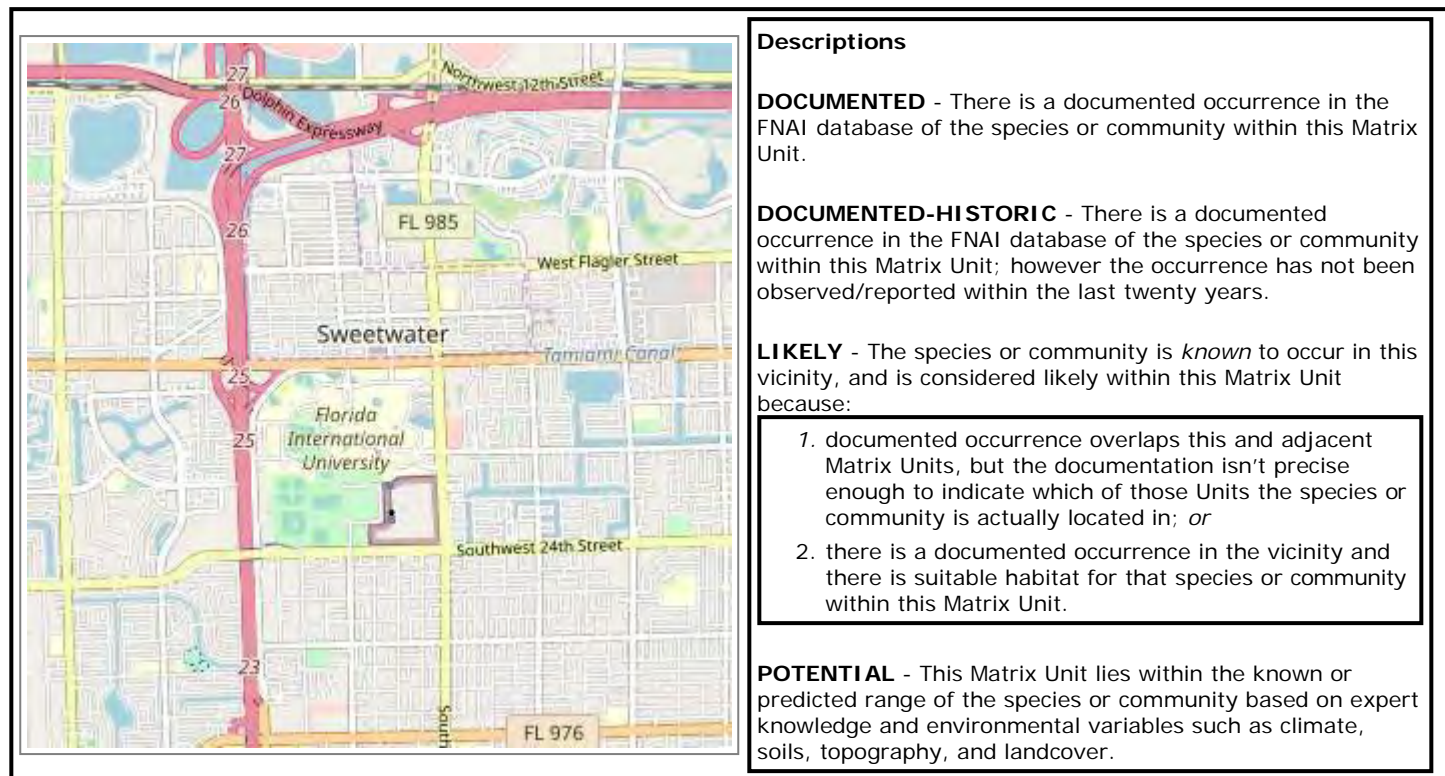 27
Northwest 12th Street
26
Dolphin Expressway
27
FL 985
26
West Flagler Street
Sweetwater
Tamiami Canal
25
Florida
International
University
25
Southwest 24th Street
23
South
FL 976
Descriptions
DOCUMENTED - There is a documented occurrence in the
FNAI database of the species or community within this Matrix
Unit.
DOCUMENTED-HISTORIC - There is a documented
occurrence in the FNAI database of the species or community
within this Matrix Unit; however the occurrence has not been
observed/reported within the last twenty years.
LIKELY - The species or community is known to occur in this
vicinity, and is considered likely within this Matrix Unit
because:
1. documented occurrence overlaps this and adjacent
Matrix Units, but the documentation isn't precise
enough to indicate which of those Units the species or
community is actually located in; or
2. there is a documented occurrence in the vicinity and
there is suitable habitat for that species or community
within this Matrix Unit.
POTENTIAL - This Matrix Unit lies within the known or
predicted range of the species or community based on expert
knowledge and environmental variables such as climate,
soils, topography, and landcover.